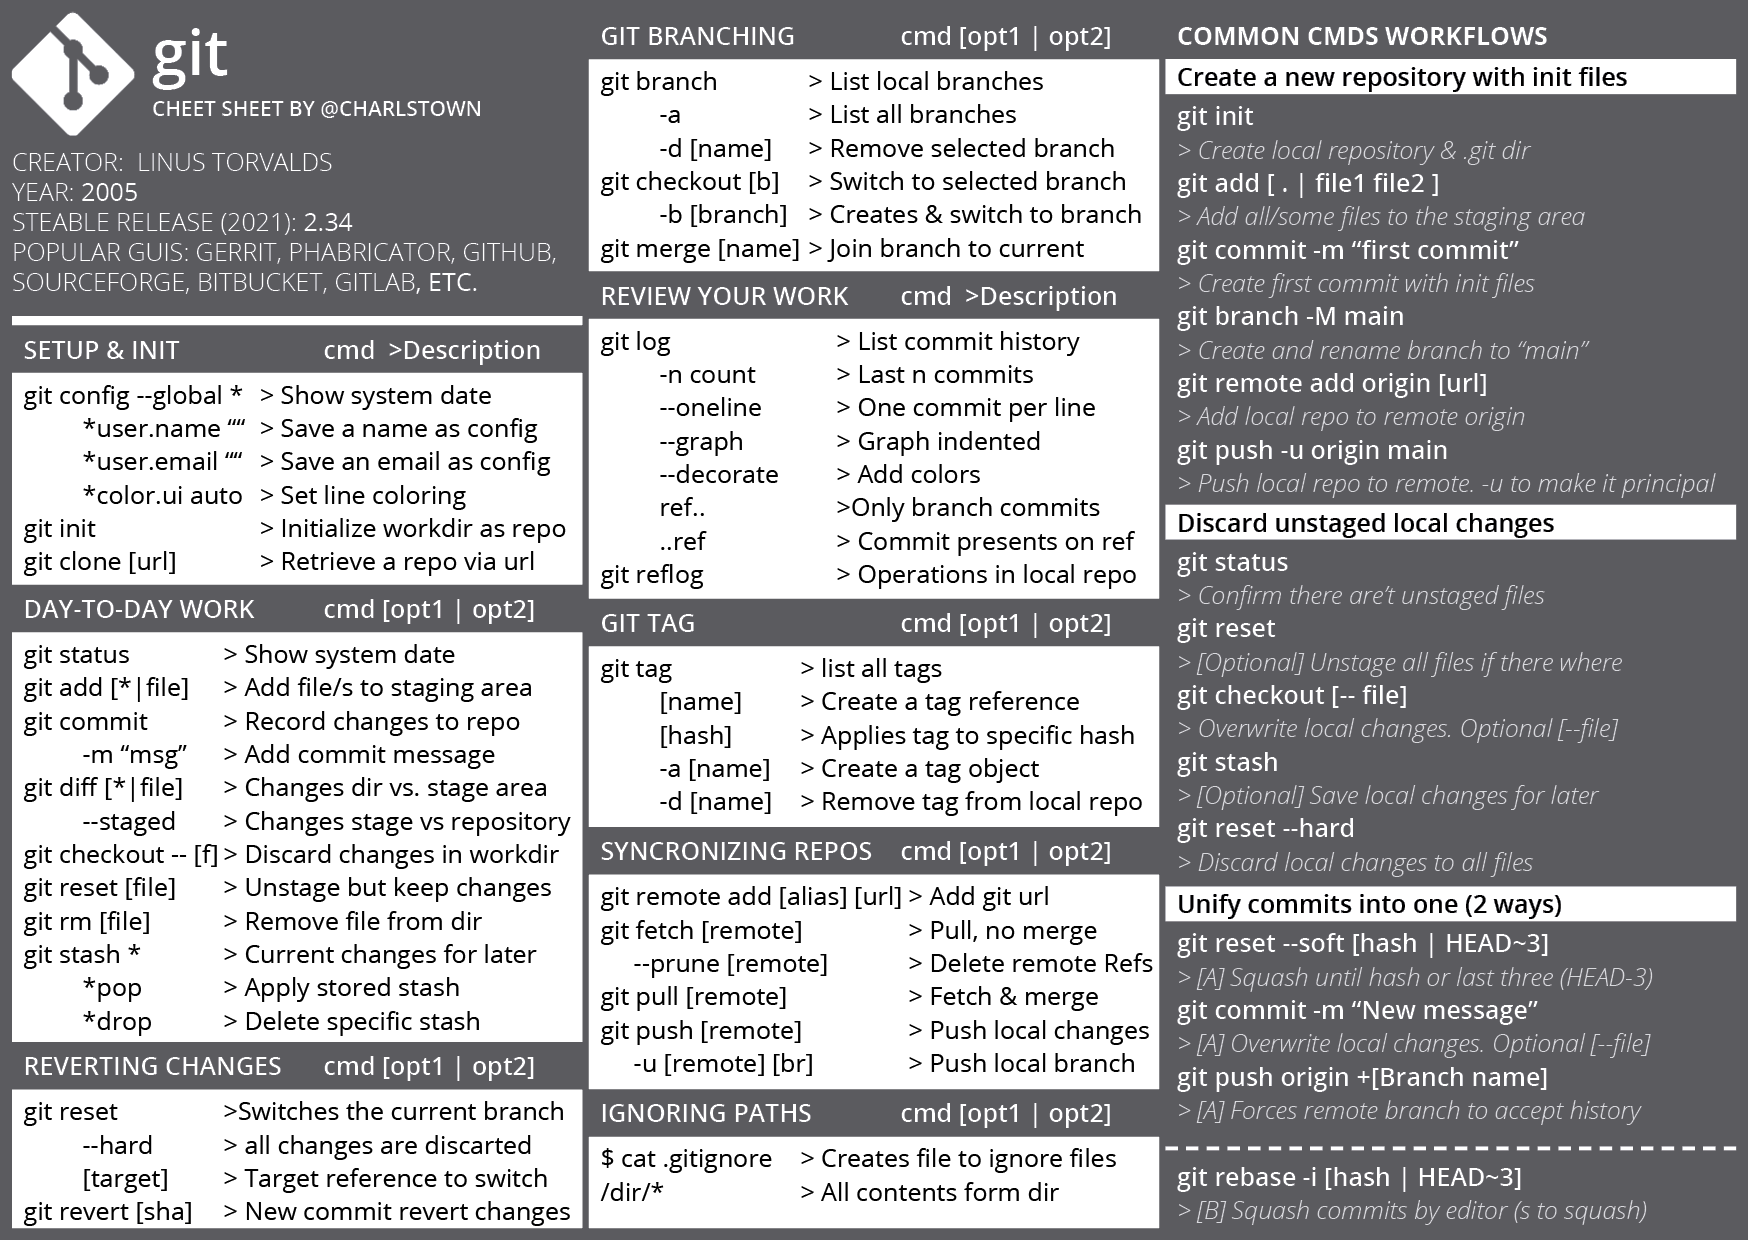 git
CHEET SHEET BY @CHARLSTOWN
CREATOR: LINUS TORVALDS
YEAR: 2005
STEABLE RELEASE (2021): 2.34
POPULAR GUIS: GERRIT, PHABRICATOR, GITHUB,
SOURCEFORGE, BITBUCKET, GITLAB, ETC.
SETUP & INIT cmd >Description
git config --global * > Show system date
*user.name ““ > Save a name as config
*user.email ““ > Save an email as config
*color.ui auto > Set line coloring
git init > Initialize workdir as repo
git clone [url] > Retrieve a repo via url
DAY-TO-DAY WORK cmd [opt1 | opt2]
git status > Show system date
git add [*|file] > Add file/s to staging area
git commit > Record changes to repo
-m “msg” > Add commit message
git diff [*|file] > Changes dir vs. stage area
--staged > Changes stage vs repository
git checkout -- [f] > Discard changes in workdir
git reset [file] > Unstage but keep changes
git rm [file] > Remove file from dir
git stash * > Current changes for later
*pop > Apply stored stash
*drop > Delete specific stash
REVERTING CHANGES cmd [opt1 | opt2]
git reset >Switches the current branch
--hard > all changes are discarted
[target] > Target reference to switch
git revert [sha] > New commit revert changes
GIT BRANCHING cmd [opt1 | opt2]
git branch > List local branches
-a > List all branches
-d [name] > Remove selected branch
git checkout [b] > Switch to selected branch
-b [branch] > Creates & switch to branch
git merge [name] > Join branch to current
REVIEW YOUR WORK cmd >Description
git log > List commit history
-n count > Last n commits
--oneline > One commit per line
--graph > Graph indented
--decorate > Add colors
ref.. >Only branch commits
..ref > Commit presents on ref
git reflog > Operations in local repo
GIT TAG cmd [opt1 | opt2]
git tag > list all tags
[name] > Create a tag reference
[hash] > Applies tag to specific hash
-a [name] > Create a tag object
-d [name] > Remove tag from local repo
SYNCRONIZING REPOS cmd [opt1 | opt2]
git remote add [alias] [url] > Add git url
git fetch [remote] > Pull, no merge
--prune [remote] > Delete remote Refs
git pull [remote] > Fetch & merge
git push [remote] > Push local changes
-u [remote] [br] > Push local branch
IGNORING PATHS cmd [opt1 | opt2]
$ cat .gitignore > Creates file to ignore files
/dir/* > All contents form dir
COMMON CMDS WORKFLOWS
Create a new repository with init files
git init
> Create local repository & .git dir
git add [ . | file1 file2 ]
> Add all/some files to the staging area
git commit -m “first commit”
> Create first commit with init files
git branch -M main
> Create and rename branch to “main”
git remote add origin [url]
> Add local repo to remote origin
git push -u origin main
> Push local repo to remote. -u to make it principal
Discard unstaged local changes
git status
> Confirm there are’t unstaged files
git reset
> [Optional] Unstage all files if there where
git checkout [-- file]
> Overwrite local changes. Optional [--file]
git stash
> [Optional] Save local changes for later
git reset --hard
> Discard local changes to all files
Unify commits into one (2 ways)
git reset --soft [hash | HEAD~3]
> [A] Squash until hash or last three (HEAD-3)
git commit -m “New message”
> [A] Overwrite local changes. Optional [--file]
git push origin +[Branch name]
> [A] Forces remote branch to accept history
git rebase -i [hash | HEAD~3]
> [B] Squash commits by editor (s to squash)